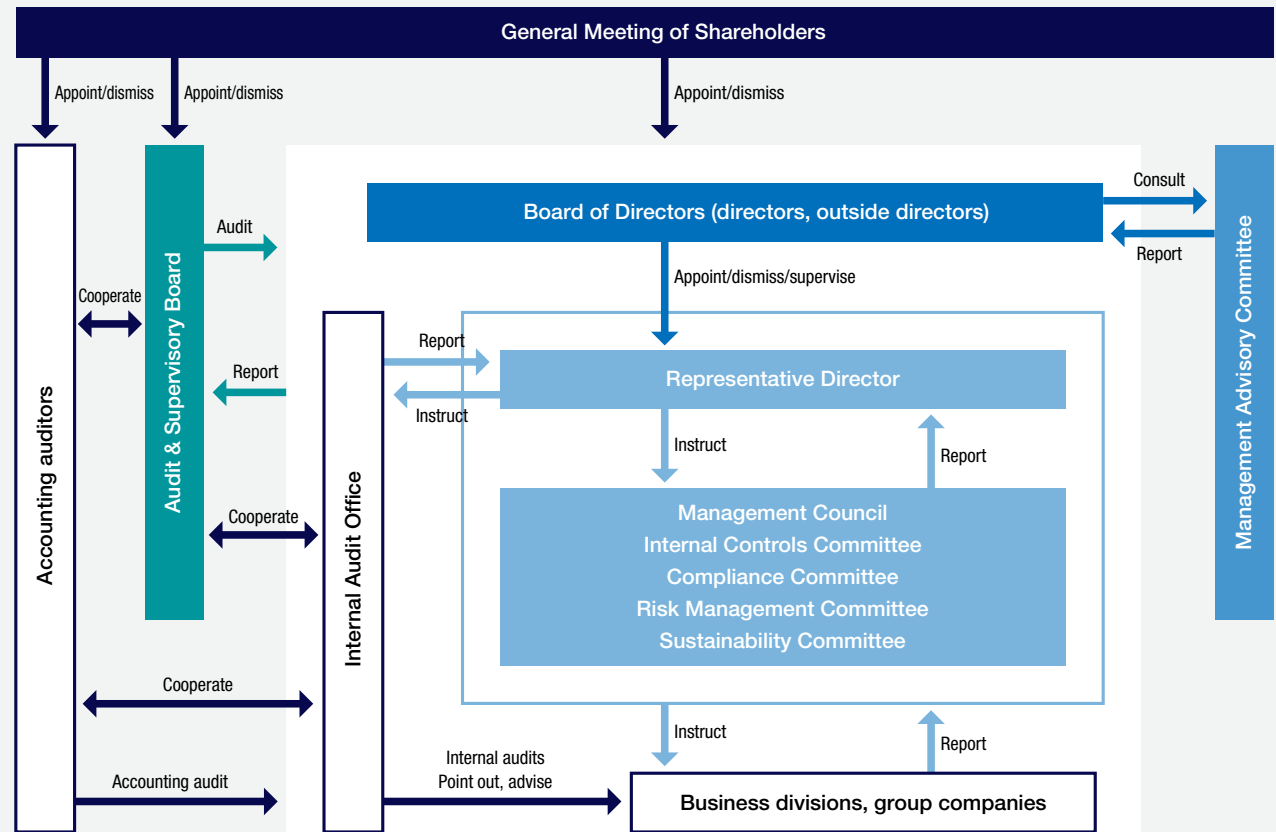 General Meeting of Shareholders
Appoint/dismiss
Appoint/dismiss
Appoint/dismiss
Accounting auditors
Audit & Supervisory Board
Board of Directors (directors, outside directors)
Consult
Report
Management Advisory Committee
Audit
Cooperate
Appoint/dismiss/supervise
Internal Audit Office
Report
Representative Director
Report
Instruct
Instruct
Report
Cooperate
Management Council
Internal Controls Committee
Compliance Committee
Risk Management Committee
Sustainability Committee
Cooperate
Instruct
Report
Accounting audit
Internal audits
Point out, advise
Business divisions, group companies